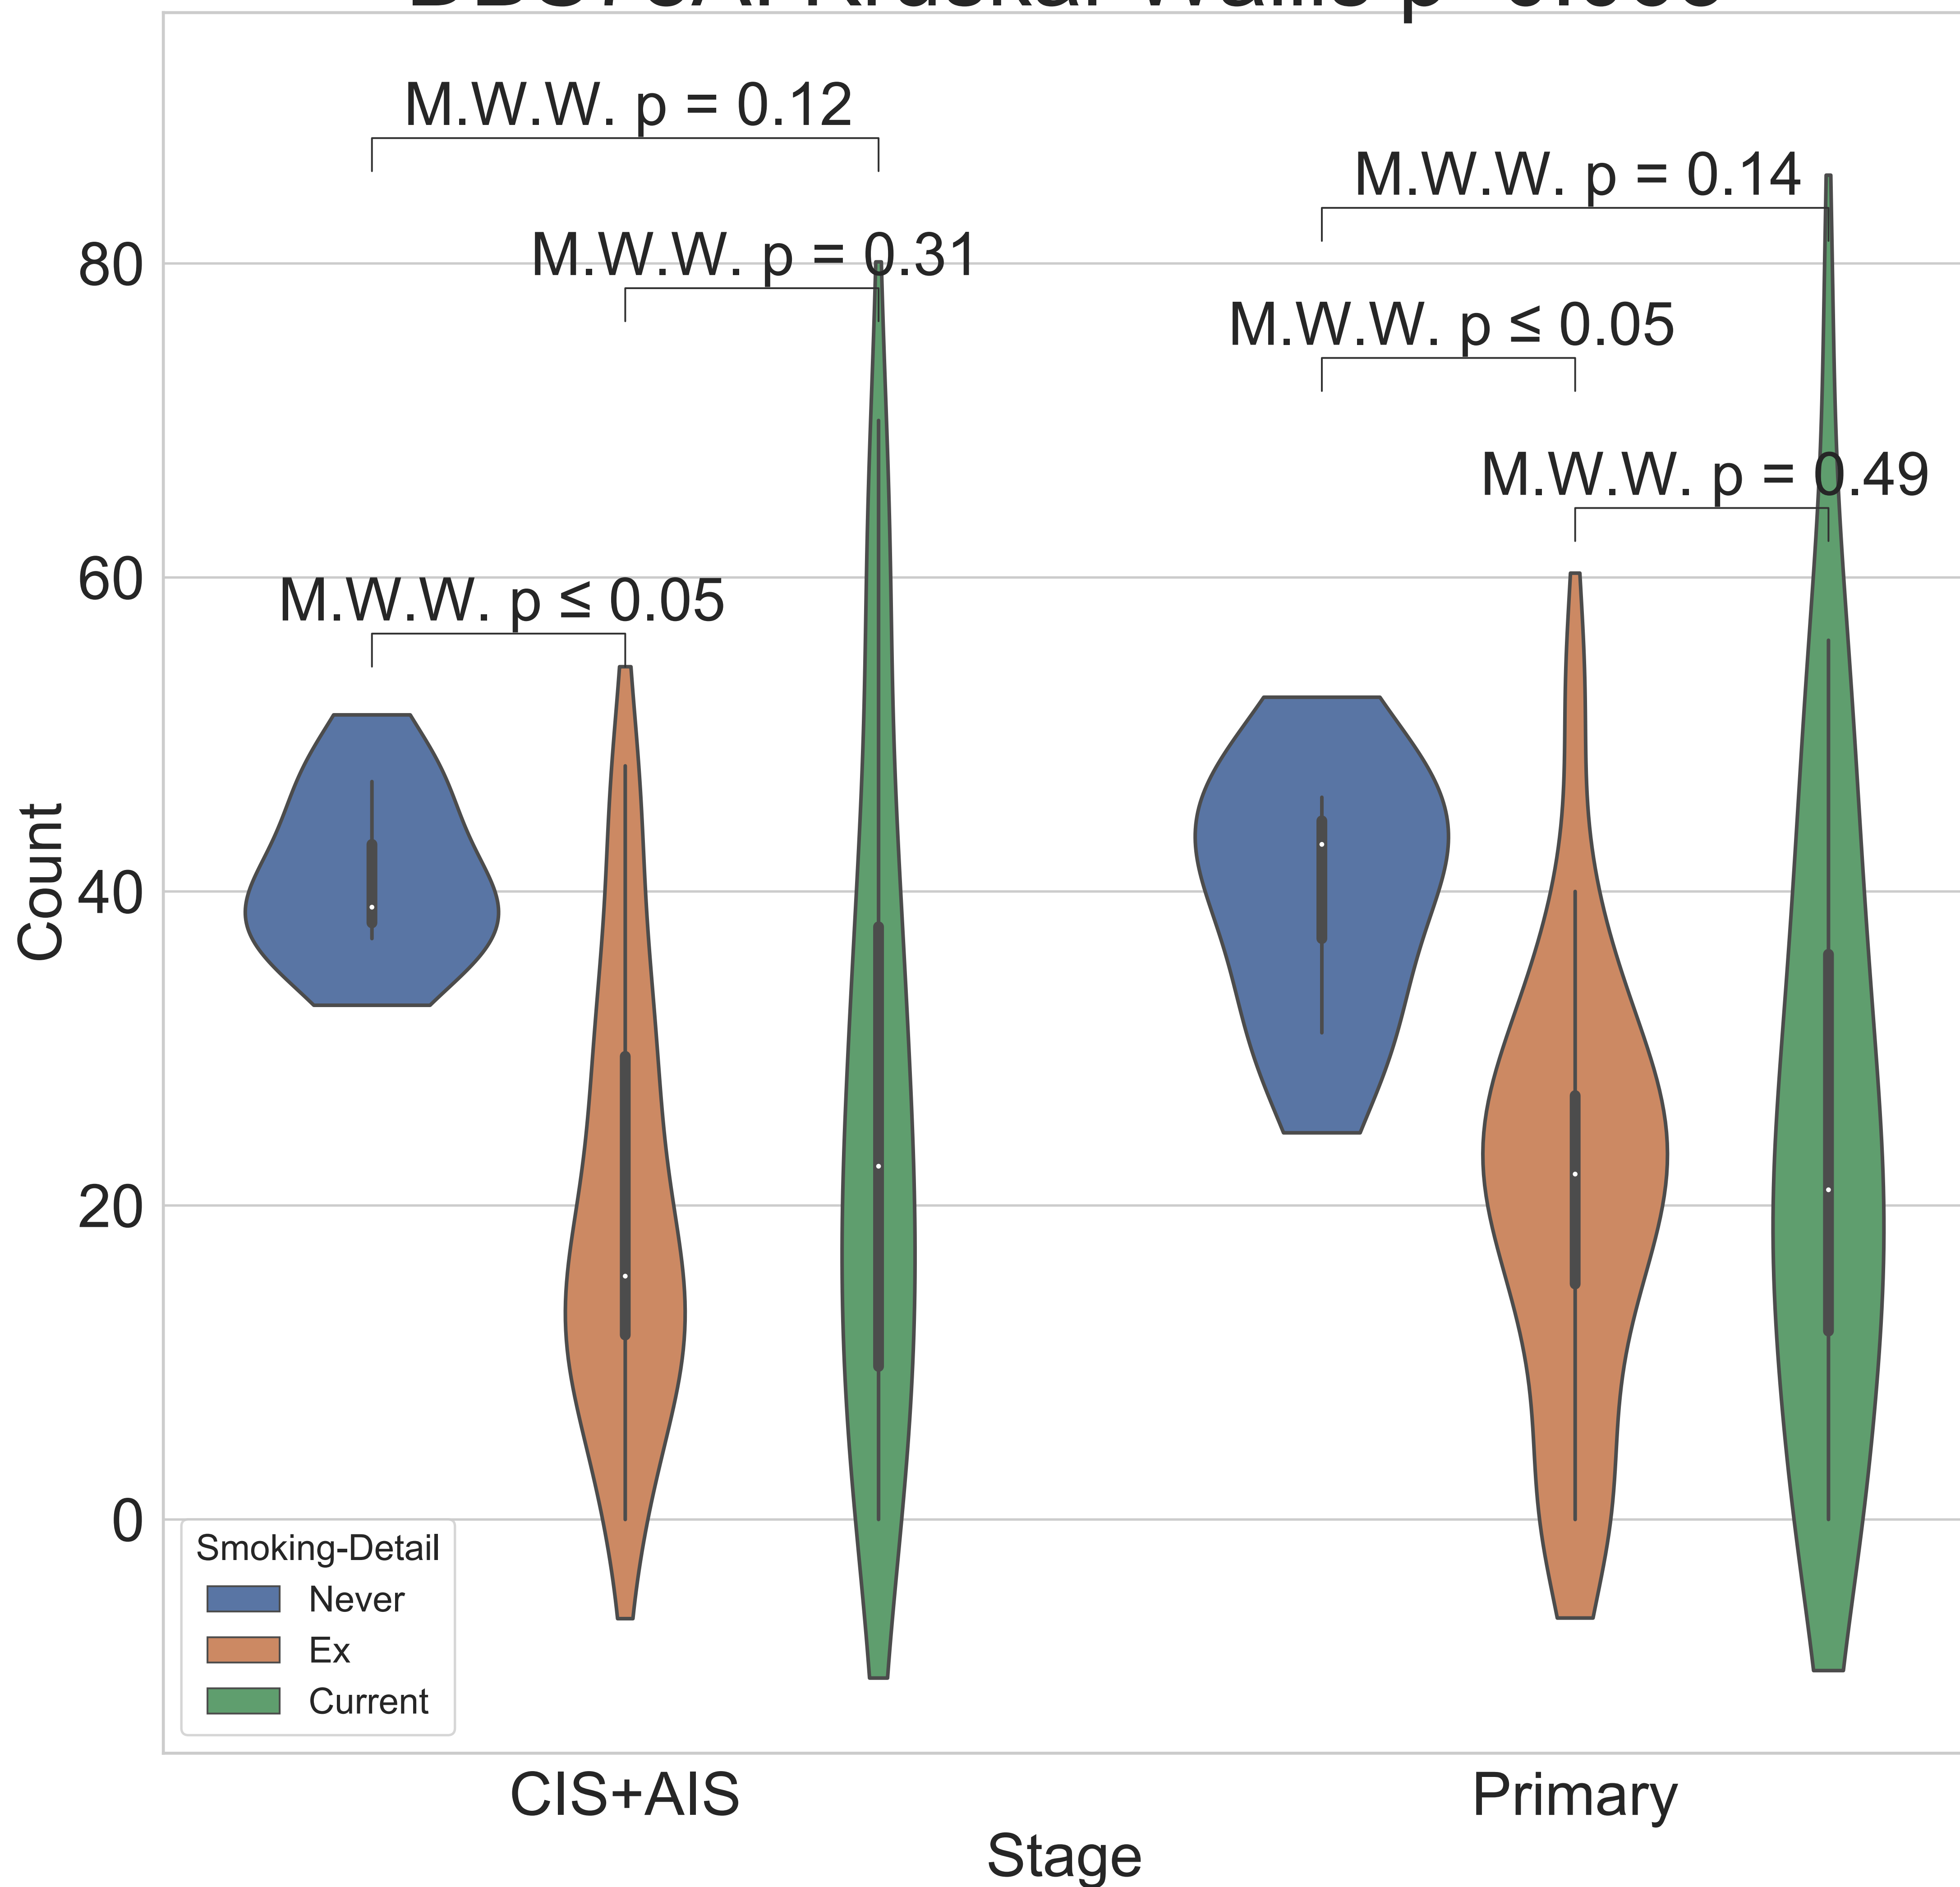 M.W.W. p = 0.12
M.W.W. p = 0.14
M.W.W. p = 0.31
M.W.W. p ≤ 0.05
M.W.W. p = 0.49
M.W.W. p ≤ 0.05
80
60
40
20
0
Count
Smoking-Detail
Never
Ex
Current
CIS+AIS
Primary
Stage